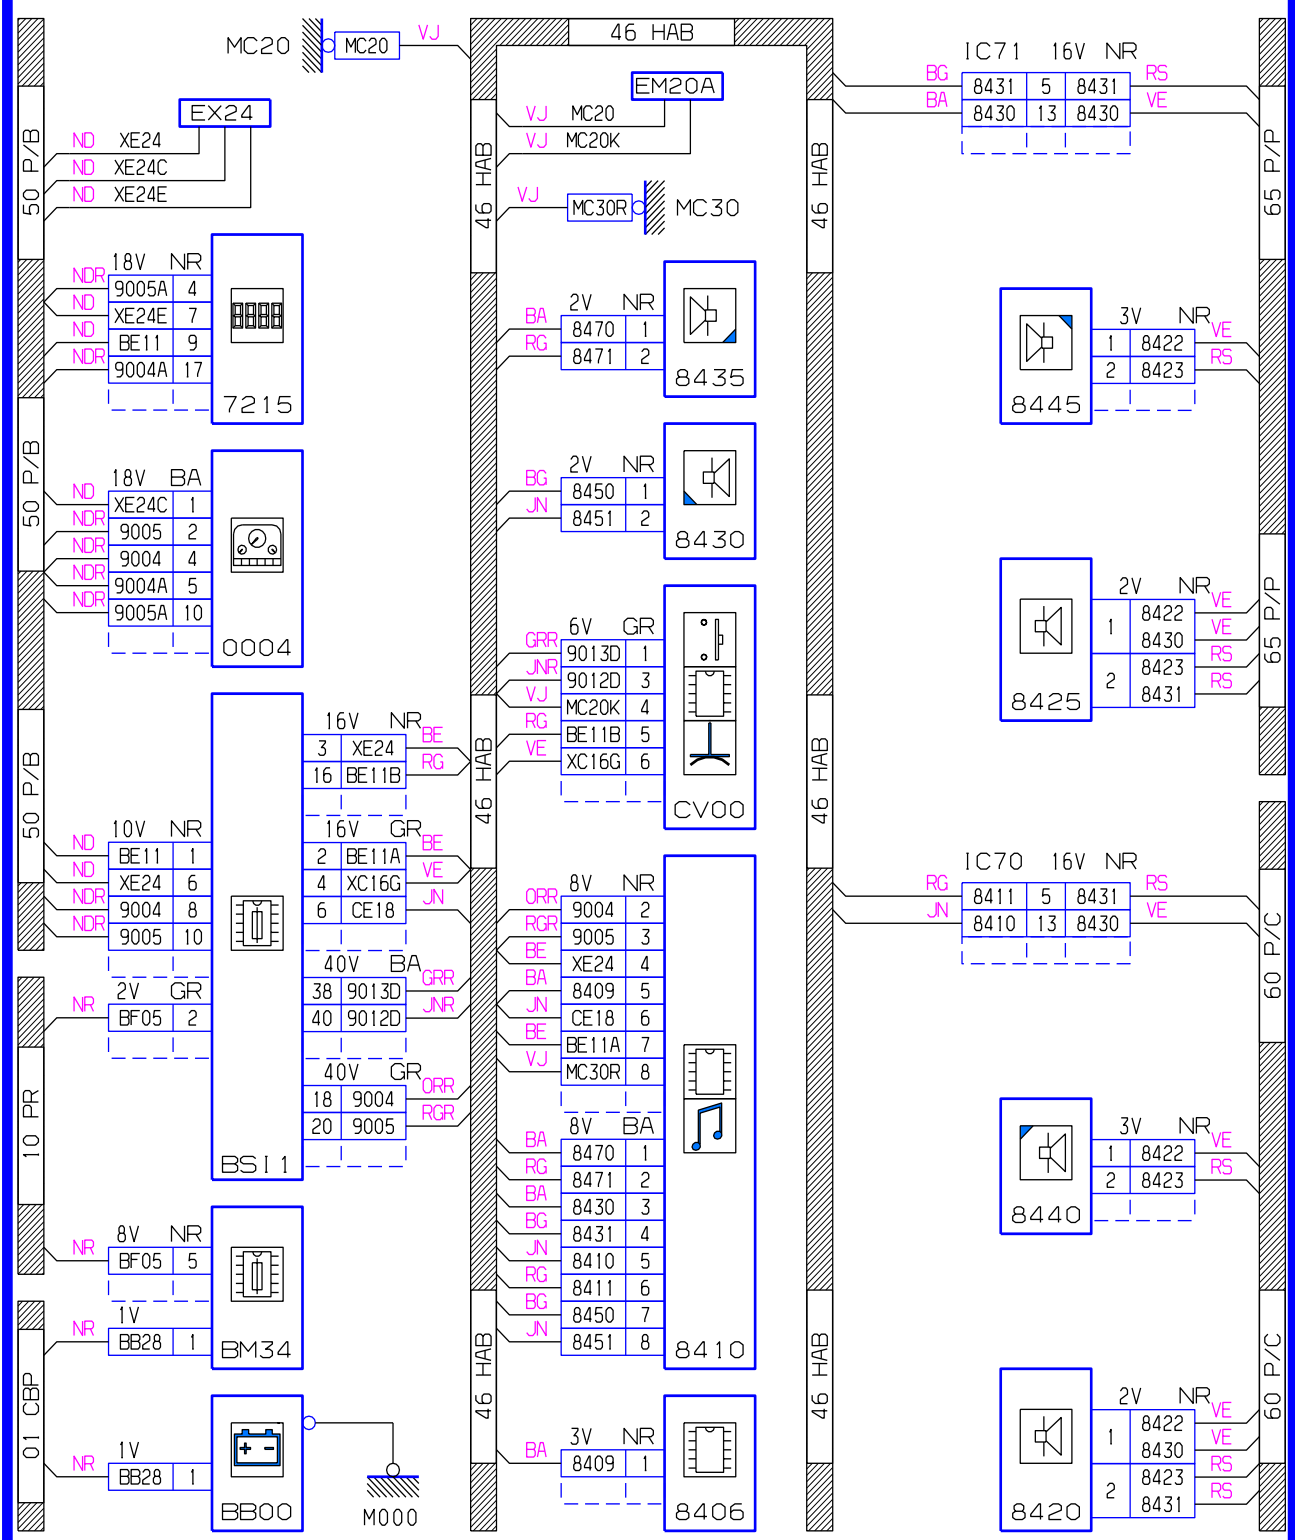 46 HAB
MC20
MC20
VJ
EX24
ND XE24
ND XE24C
ND XE24E
50 P/B
18V NR
NDR 9005A 4
ND XE24E 7
ND BE11 9
NDR 9004A 17
7215
50 P/B
18V BA
ND XE24C 1
NDR 9005 2
NDR 9004 4
NDR 9004A 5
NDR 9005A 10
0004
50 P/B
16V NR
3 XE24 BE
16 BE11B RG
16V GR
2 BE11A BE
4 XC16G VE
6 CE18 JN
40V BA
38 9013D GRR
40 9012D JNR
40V GR
18 9004 ORR
20 9005 RGR
10V NR
ND BE11 1
ND XE24 6
NDR 9004 8
NDR 9005 10
2V GR
NR BF05 2
BSI1
10 PR
8V NR
NR BF05 5
1V
NR BB28 1
BM34
01 CBP
1V
NR BB28 1
BB00
M000
EM20A
VJ MC20
VJ MC20K
46 HAB
46 HAB
VJ MC30R
MC30
2V NR
BA 8470 1
RG 8471 2
8435
2V NR
BG 8450 1
JN 8451 2
8430
6V GR
GRR 9013D 1
JNR 9012D 3
VJ MC20K 4
RG BE11B 5
VE XC16G 6
CV00
46 HAB
46 HAB
8V NR
ORR 9004 2
RGR 9005 3
BE XE24 4
BA 8409 5
JN CE18 6
BE BE11A 7
VJ MC30R 8
8V BA
BA 8470 1
RG 8471 2
BA 8430 3
BG 8431 4
JN 8410 5
RG 8411 6
BG 8450 7
JN 8451 8
8410
46 HAB
46 HAB
3V NR
BA 8409 1
8406
IC71 16V NR
BG 8431 5 8431 RS
BA 8430 13 8430 VE
65 P/P
3V NR
1 8422 VE
2 8423 RS
8445
2V NR
1 8422 VE
8430 VE
2 8423 RS
8431 RS
8425
65 P/P
IC70 16V NR
RG 8411 5 8431 RS
JN 8410 13 8430 VE
60 P/C
3V NR
1 8422 VE
2 8423 RS
8440
60 P/C
2V NR
1 8422 VE
8430 VE
2 8423 RS
8431 RS
8420